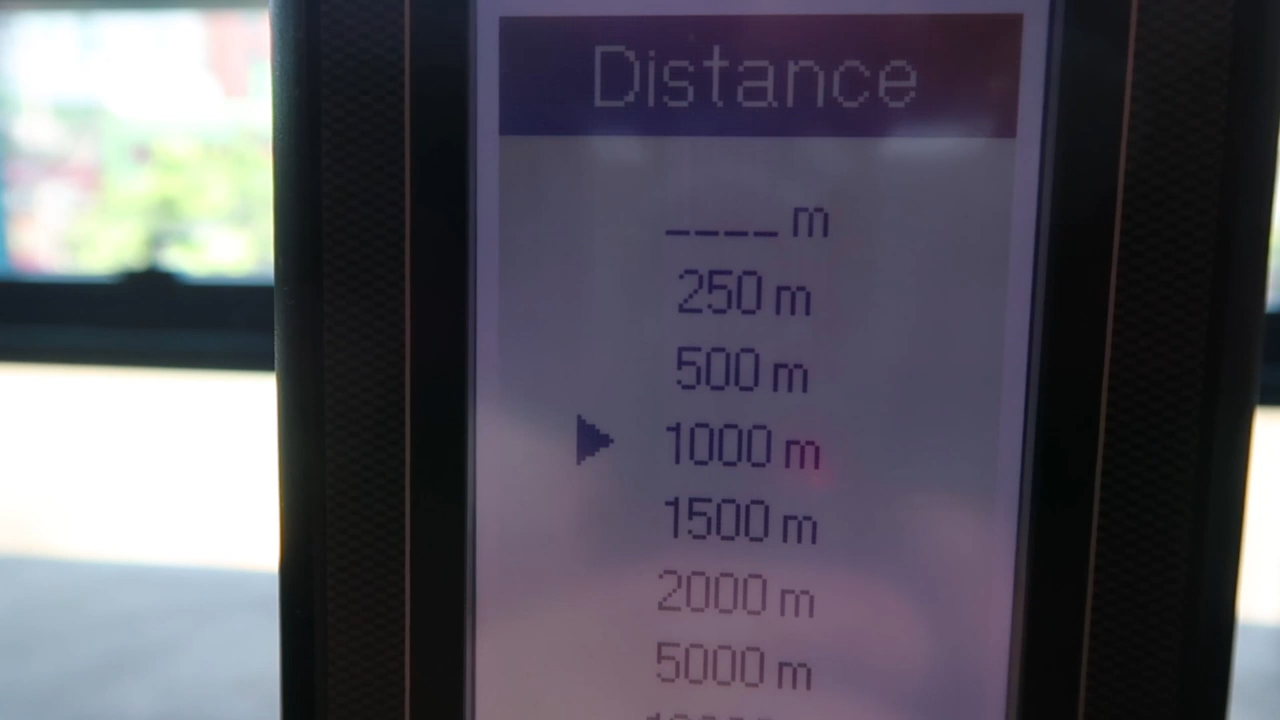 Distance
____ m
250 m
500 m
1000 m
1500 m
2000 m
5000 m